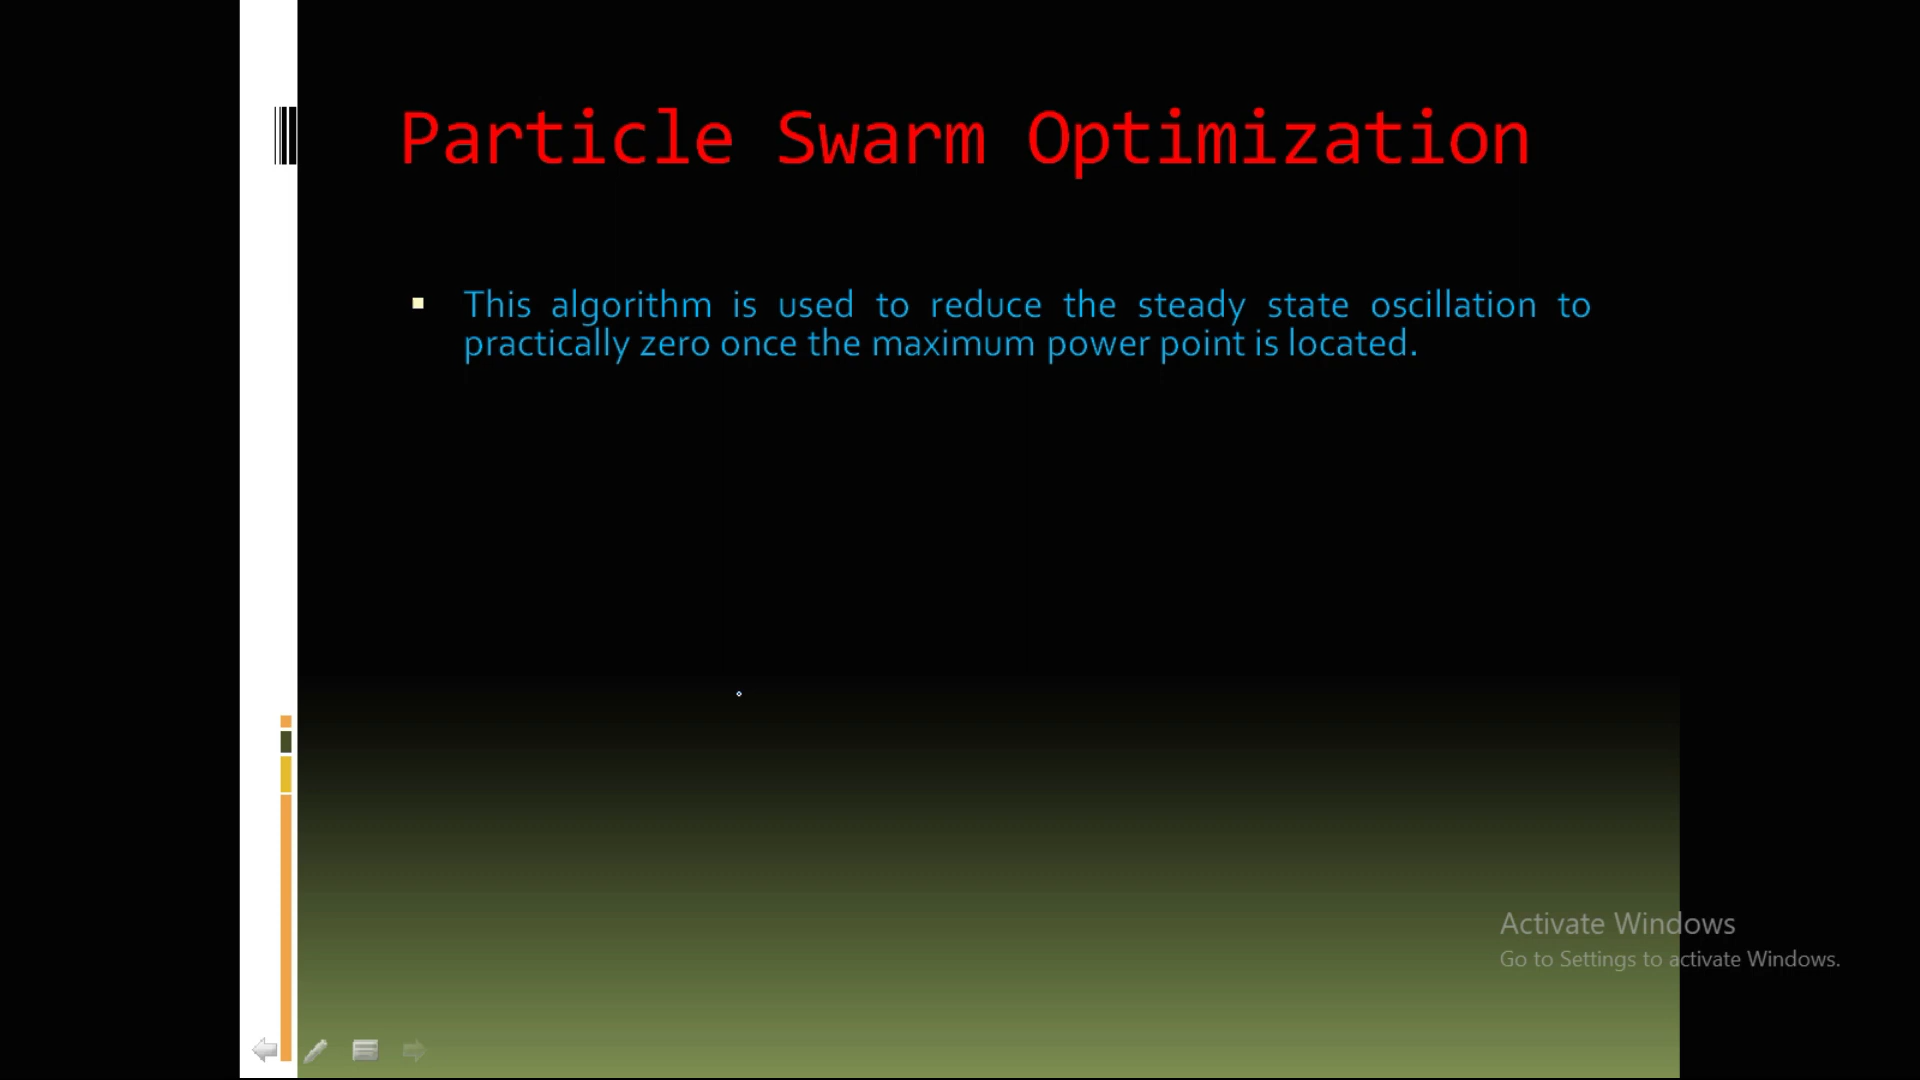 Particle Swarm Optimization
This algorithm is used to reduce the steady state oscillation to
practically zero once the maximum power point is located.
Activate Windows
Go to Settings to activate Windows.